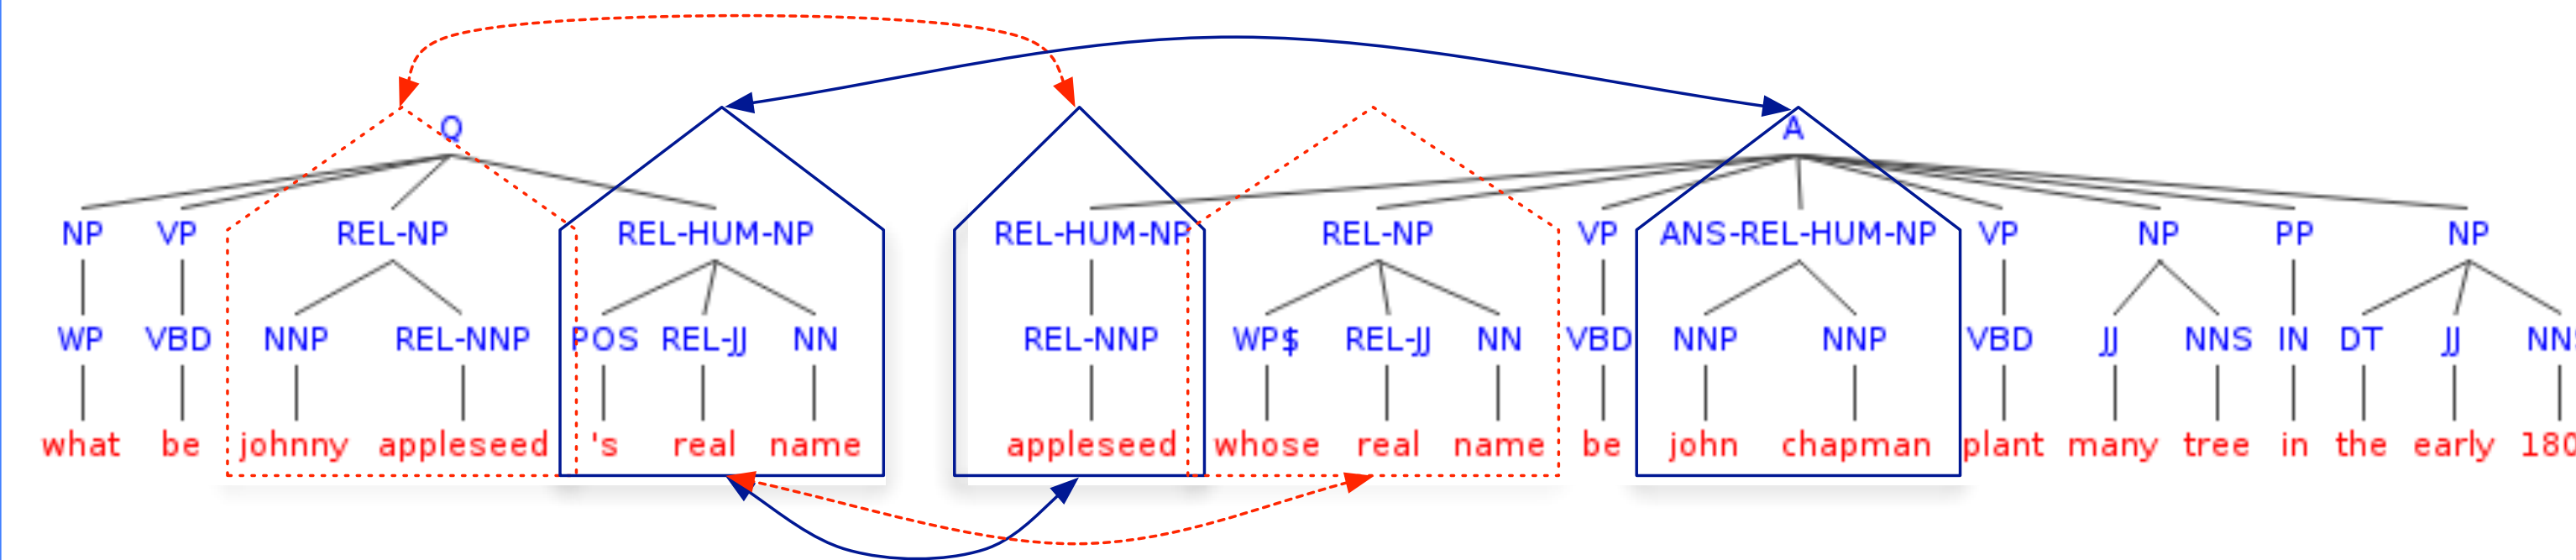 Q A
NP VP REL-NP REL-HUM-NP REL-HUM-NP REL-NP VP ANS-REL-HUM-NP VP NP PP NP
WP VBD NNP REL-NNP POS REL-JJ NN REL-NNP WP$ REL-JJ NN VBD NNP NNP VBD JJ NNS IN DT JJ
what be johnny appleseed 's real name appleseed whose real name be john chapman plant many tree in the early